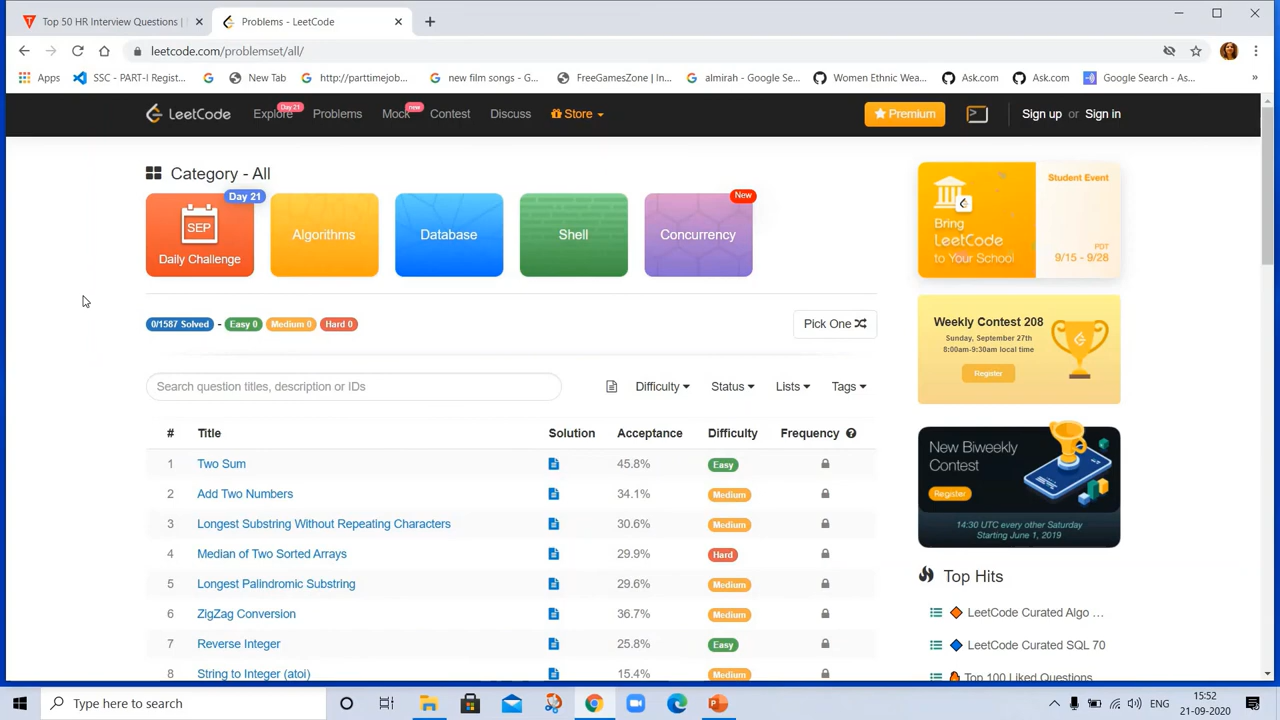 Top 50 HR Interview Questions |
Problems - LeetCode
leetcode.com/problemset/all/
Apps
SSC - PART-I Regist...
New Tab
http://parttimejob...
new film songs - G...
FreeGamesZone | In...
almirah - Google Se...
Women Ethnic Wea...
Ask.com
Ask.com
Google Search - As...
LeetCode
Explore
Day 21
Problems
Mock
new
Contest
Discuss
Store
Premium
Sign up or Sign in
Category - All
Day 21
SEP
Daily Challenge
Algorithms
Database
Shell
New
Concurrency
0/1587 Solved - Easy 0 Medium 0 Hard 0
Pick One
Search question titles, description or IDs
Difficulty
Status
Lists
Tags
# Title Solution Acceptance Difficulty Frequency
1 Two Sum 45.8% Easy
2 Add Two Numbers 34.1% Medium
3 Longest Substring Without Repeating Characters 30.6% Medium
4 Median of Two Sorted Arrays 29.9% Hard
5 Longest Palindromic Substring 29.6% Medium
6 ZigZag Conversion 36.7% Medium
7 Reverse Integer 25.8% Easy
8 String to Integer (atoi) 15.4% Medium
Student Event
Bring
LeetCode
to Your School
PDT
9/15 - 9/28
Weekly Contest 208
Sunday, September 27th
8:00am-9:30am local time
Register
New Biweekly
Contest
Register
14:30 UTC every other Saturday
Starting June 1, 2019
Top Hits
LeetCode Curated Algo ...
LeetCode Curated SQL 70
Top 100 Liked Questions
Type here to search
ENG
15:52
21-09-2020